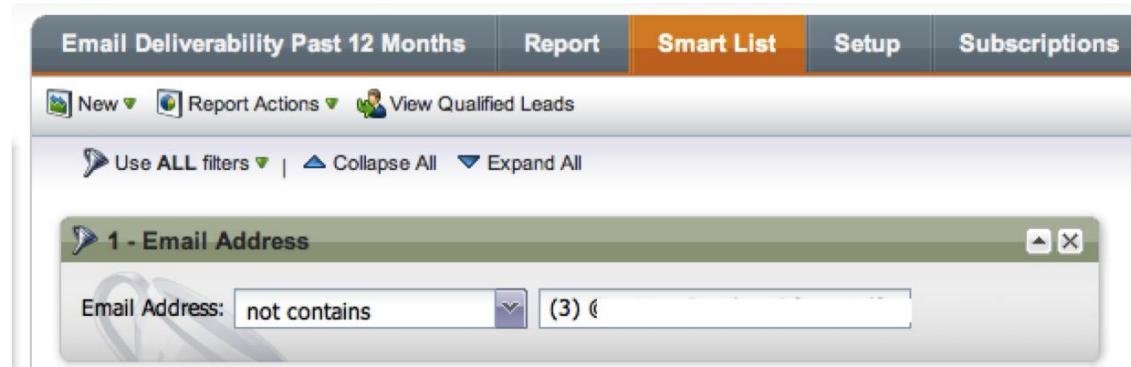 Email Deliverability Past 12 Months Report Smart List Setup Subscriptions
New Report Actions View Qualified Leads
Use ALL filters | Collapse All Expand All
1 - Email Address
Email Address: not contains (3) @